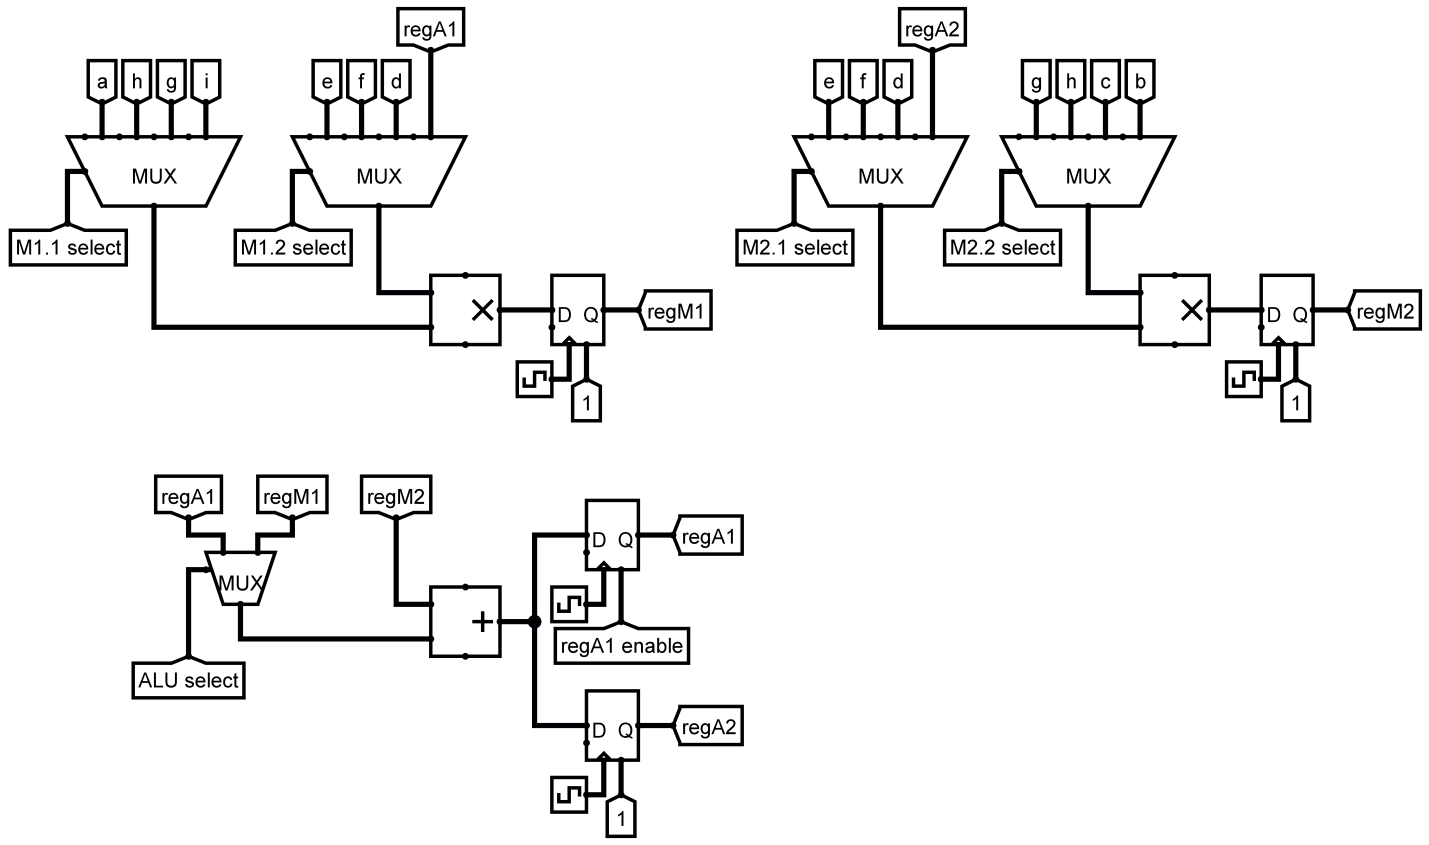 regA1
regA2
a h g i
e f d
e f d
g h c b
MUX
MUX
MUX
MUX
M1.1 select
M1.2 select
M2.1 select
M2.2 select
×
D Q
regM1
×
D Q
regM2
1
1
regA1
regM1
regM2
MUX
+
D Q
regA1
regA1 enable
ALU select
D Q
regA2
1